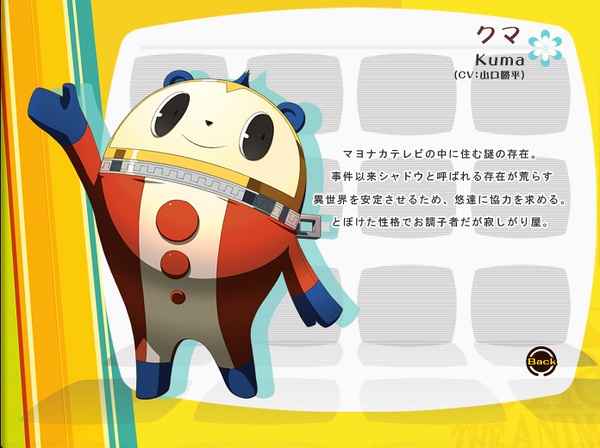 クマ
Kuma
(CV:山口勝平)
マヨナカテレビの中に住む謎の存在。
事件以来シャドウと呼ばれる存在が荒らす
異世界を安定させるため、悠達に協力を求める。
とぼけた性格でお調子者だが寂しがり屋。
Back
THE ANIM